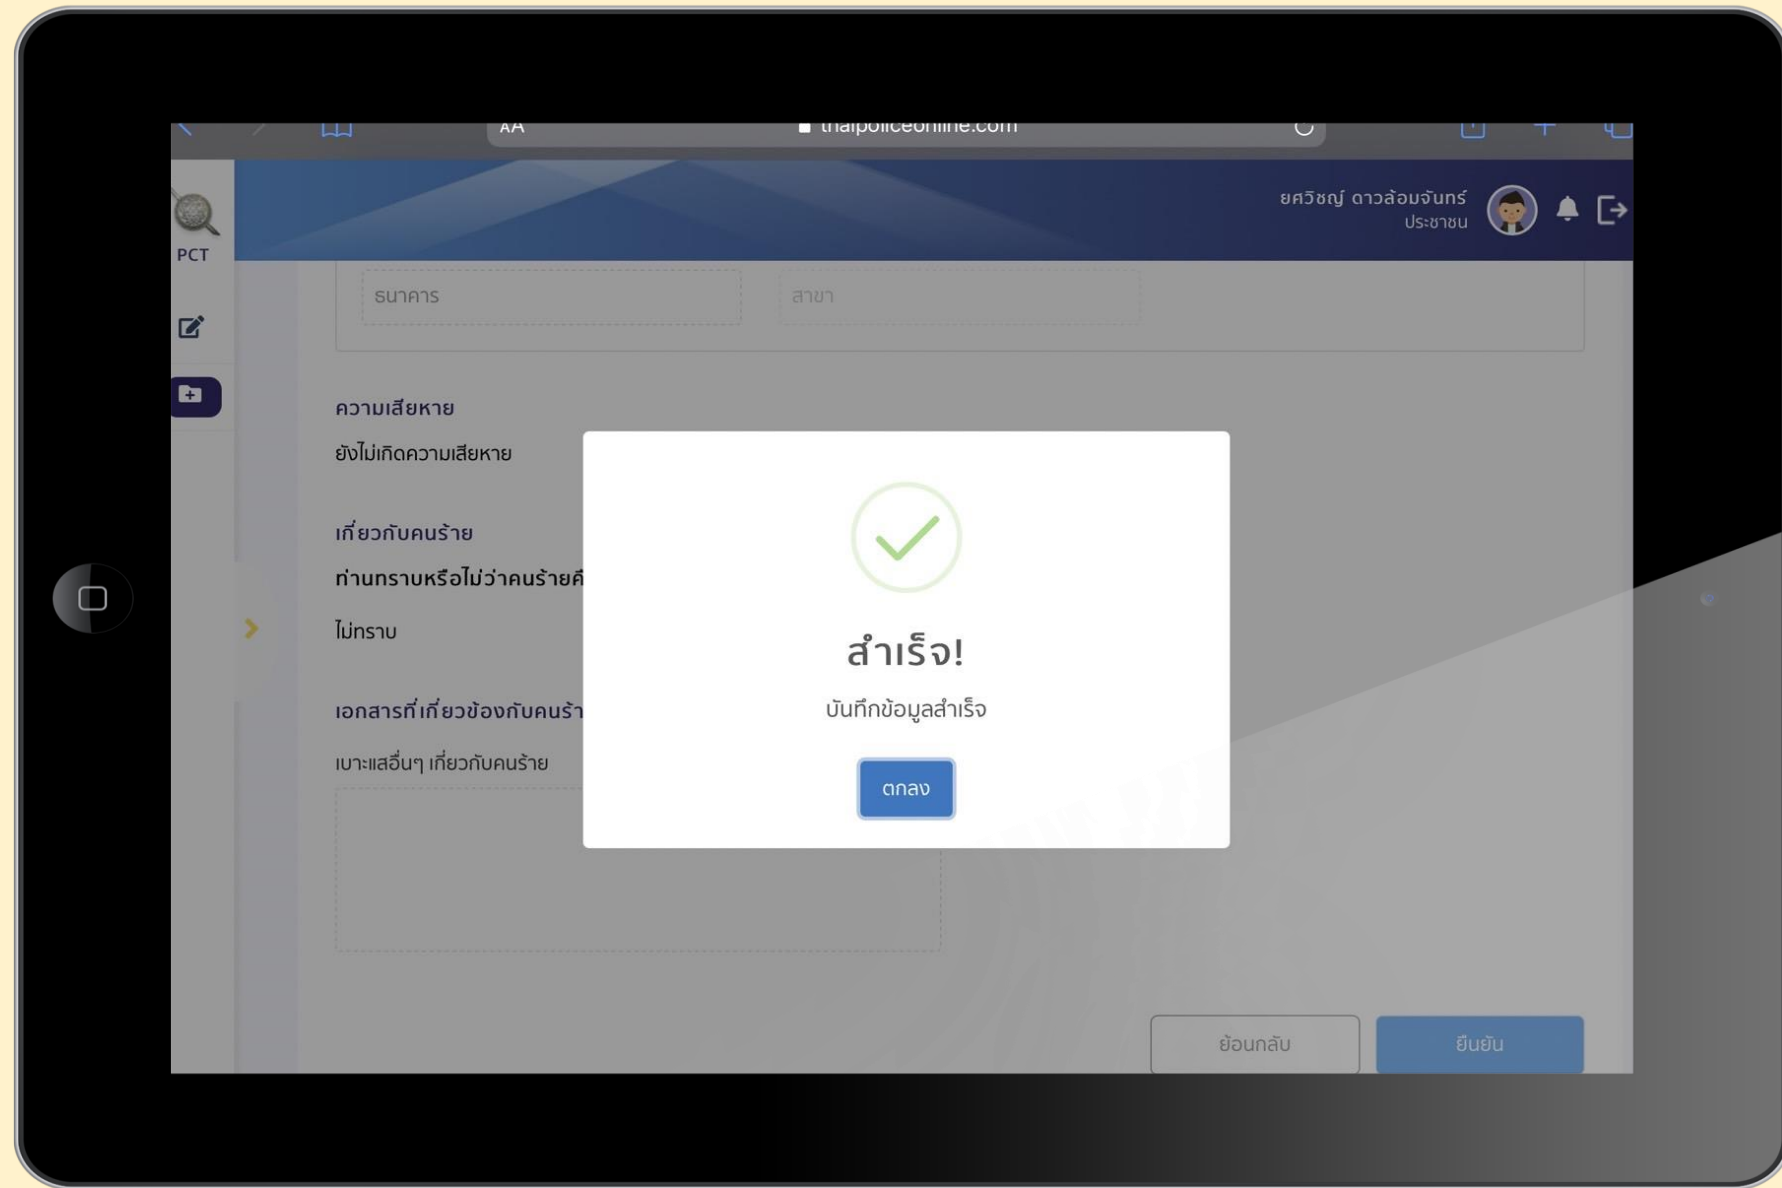 AA
thaipoliceonline.com
ยศวิชญ์ ดาวล้อมจันทร์
ประชาชน
PCT
ธนาคาร
สาขา
ความเสียหาย
ยังไม่เกิดความเสียหาย
เกี่ยวกับคนร้าย
ท่านทราบหรือไม่ว่าคนร้ายคื
ไม่ทราบ
เอกสารที่เกี่ยวข้องกับคนร้า
เบาะแสอื่นๆ เกี่ยวกับคนร้าย
สำเร็จ!
บันทึกข้อมูลสำเร็จ
ตกลง
ย้อนกลับ
ยืนยัน